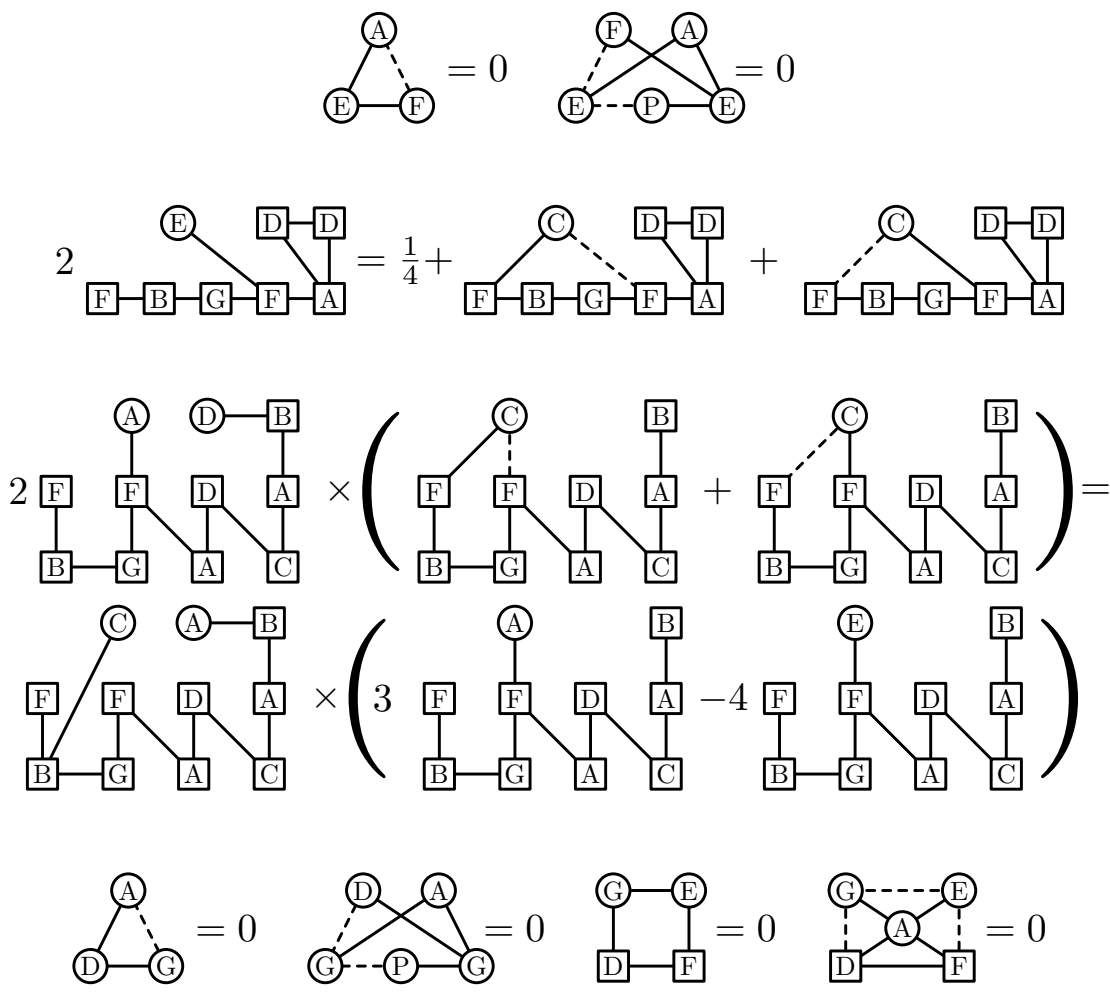 A = 0 F A = 0
E F E P E
E D D C D D C D D
2 = 1/4 + +
F B G F A F B G F A F B G F A
A D B C B C B
2 F F D A × ( F F D A + F F D A ) =
B G A C B G A C B G A C
C A B A B E B
F F D A × ( 3 F F D A −4 F F D A )
B G A C B G A C B G A C
A D A G E G E
= 0 = 0 = 0 A = 0
D G G P G D F D F